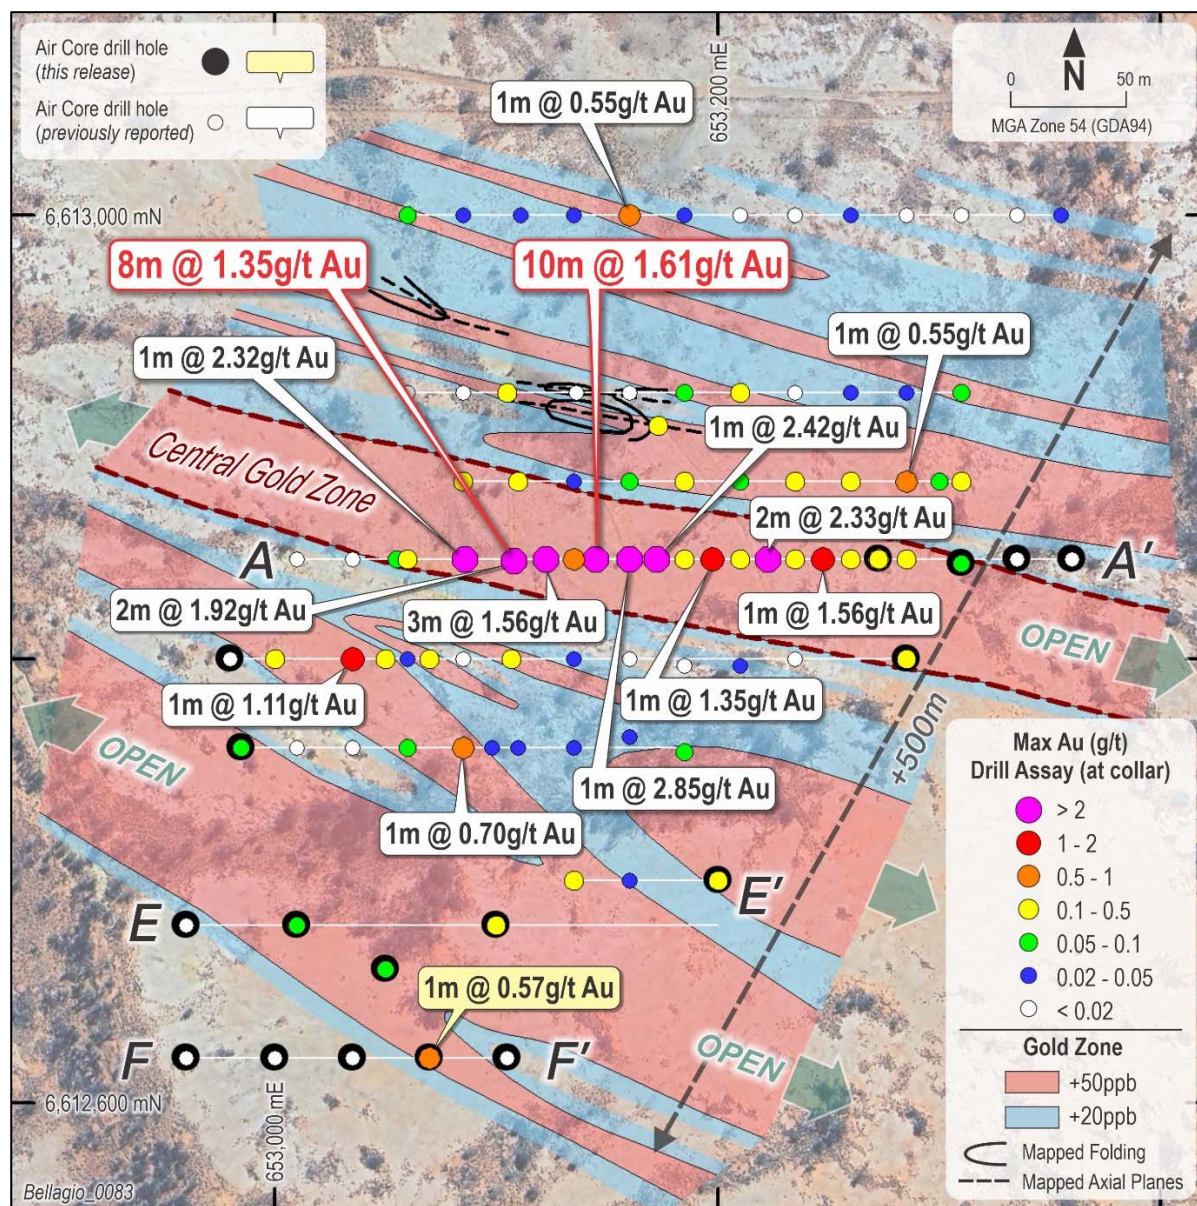 Air Core drill hole
(this release)
Air Core drill hole
(previously reported)
1m @ 0.55g/t Au
653,200 mE
0 50 m
N
MGA Zone 54 (GDA94)
6,613,000 mN
8m @ 1.35g/t Au
10m @ 1.61g/t Au
1m @ 2.32g/t Au
1m @ 0.55g/t Au
1m @ 2.42g/t Au
Central Gold Zone
2m @ 2.33g/t Au
A
A'
2m @ 1.92g/t Au
3m @ 1.56g/t Au
1m @ 1.56g/t Au
OPEN
1m @ 1.11g/t Au
1m @ 1.35g/t Au
OPEN
+500m
1m @ 2.85g/t Au
1m @ 0.70g/t Au
E
E'
1m @ 0.57g/t Au
F
F'
OPEN
653,000 mE
6,612,600 mN
Bellagio_0083
Max Au (g/t)
Drill Assay (at collar)
> 2
1 - 2
0.5 - 1
0.1 - 0.5
0.05 - 0.1
0.02 - 0.05
< 0.02
Gold Zone
+50ppb
+20ppb
Mapped Folding
Mapped Axial Planes